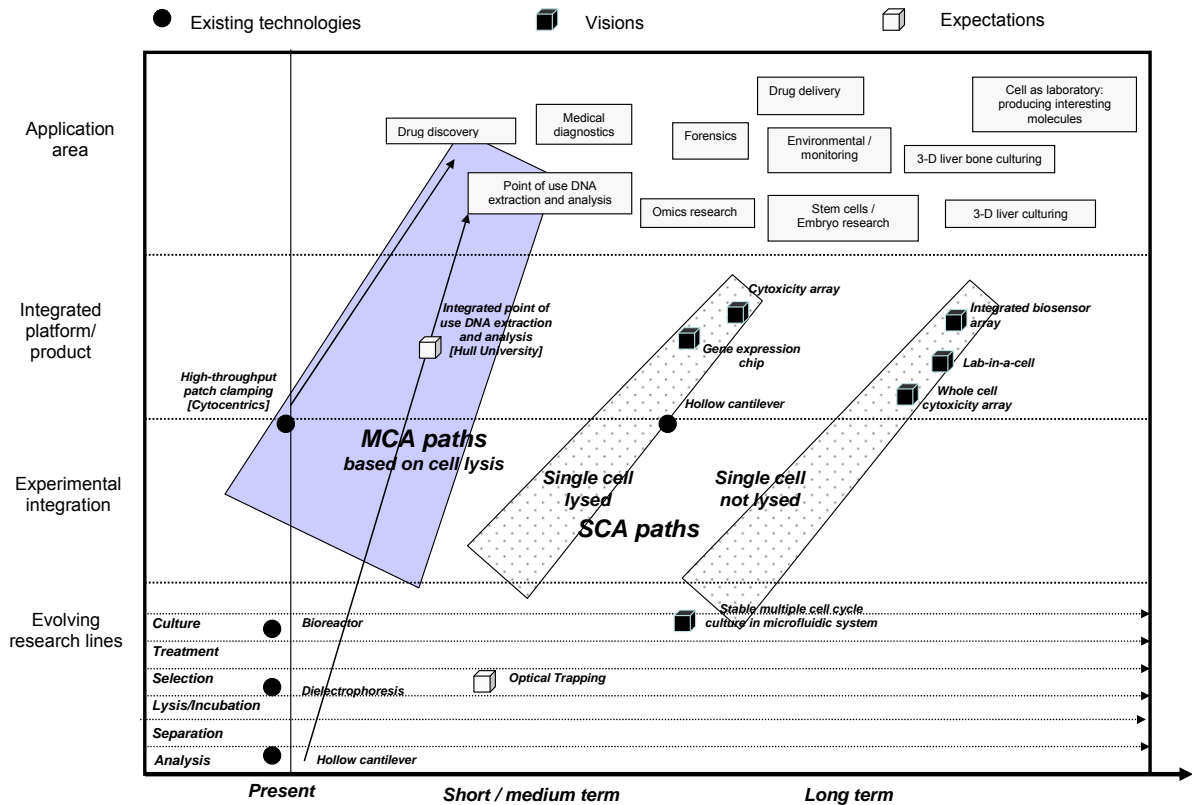 Existing technologies
Visions
Expectations
Application
area
Drug discovery
Medical
diagnostics
Drug delivery
Cell as laboratory:
producing interesting
molecules
Forensics
Environmental /
monitoring
3-D liver bone culturing
Point of use DNA
extraction and analysis
Omics research
Stem cells /
Embryo research
3-D liver culturing
Integrated
platform/
product
Integrated point of
use DNA extraction
and analysis
[Hull University]
High-throughput
patch clamping
[Cytocentrics]
Cytoxicity array
Gene expression
chip
Hollow cantilever
Integrated biosensor
array
Lab-in-a-cell
Whole cell
cytoxicity array
Experimental
integration
MCA paths
based on cell lysis
Single cell
lysed
Single cell
not lysed
SCA paths
Evolving
research lines
Culture
Bioreactor
Stable multiple cell cycle
culture in microfluidic system
Treatment
Selection
Dielectrophoresis
Optical Trapping
Lysis/Incubation
Separation
Analysis
Hollow cantilever
Present
Short / medium term
Long term